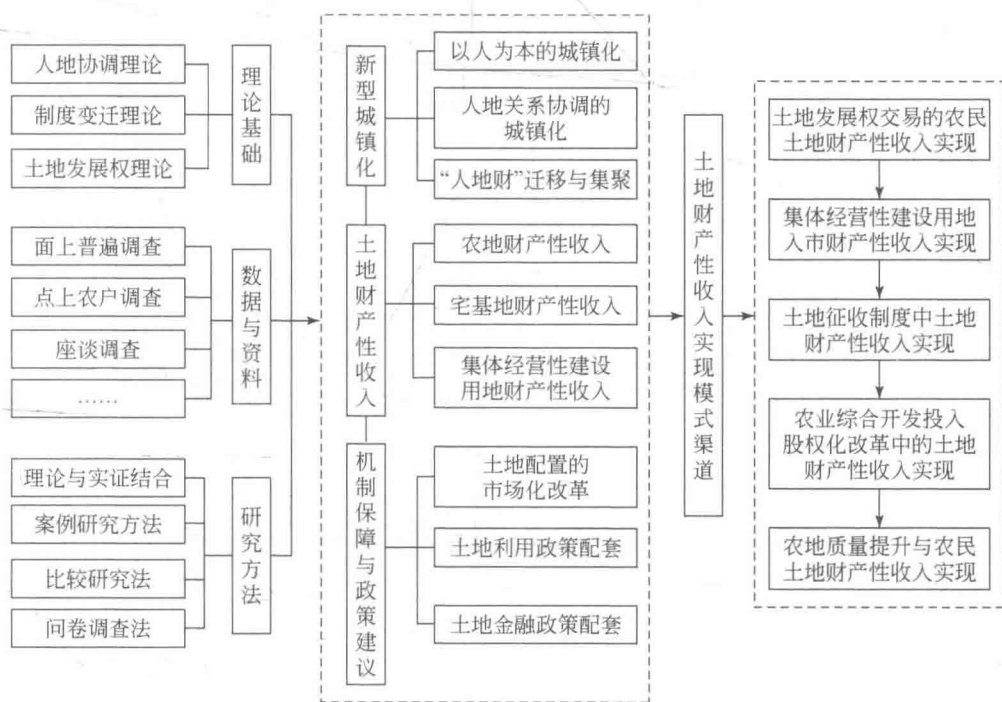 人地协调理论
制度变迁理论
土地发展权理论
理论基础
面上普遍调查
点上农户调查
座谈调查
……
数据与资料
理论与实证结合
案例研究方法
比较研究法
问卷调查法
研究方法
新型城镇化
以人为本的城镇化
人地关系协调的
城镇化
“人地财”迁移与集聚
土地财产性收入
农地财产性收入
宅基地财产性收入
集体经营性建设
用地财产性收入
机制保障与政策建议
土地配置的
市场化改革
土地利用政策配套
土地金融政策配套
土地财产性收入实现模式渠道
土地发展权交易的农民
土地财产性收入实现
集体经营性建设用地
入市财产性收入实现
土地征收制度中土地
财产性收入实现
农业综合开发投入
股权化改革中的土地
财产性收入实现
农地质量提升与农民
土地财产性收入实现